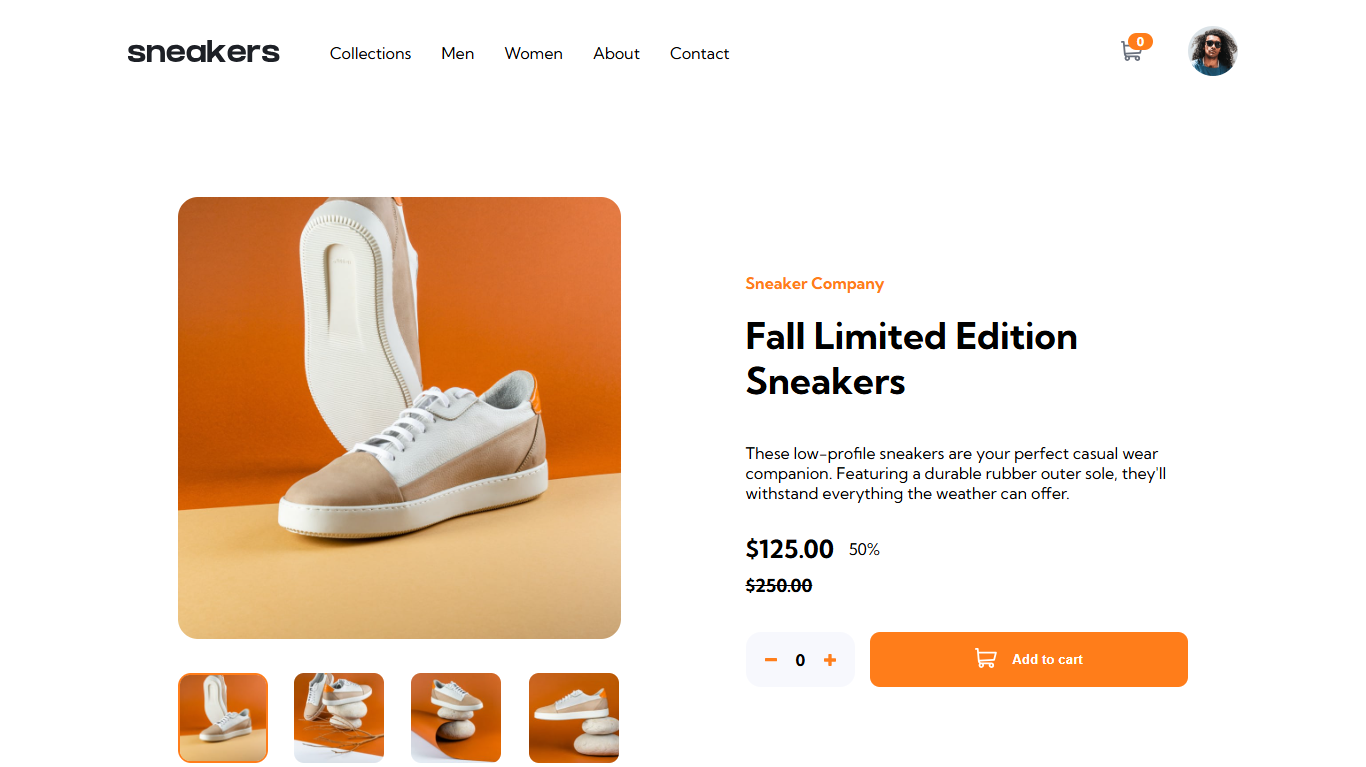 sneakers
Collections Men Women About Contact
0
Sneaker Company
Fall Limited Edition
Sneakers
These low-profile sneakers are your perfect casual wear
companion. Featuring a durable rubber outer sole, they'll
withstand everything the weather can offer.
$125.00 50%
$250.00
0
Add to cart